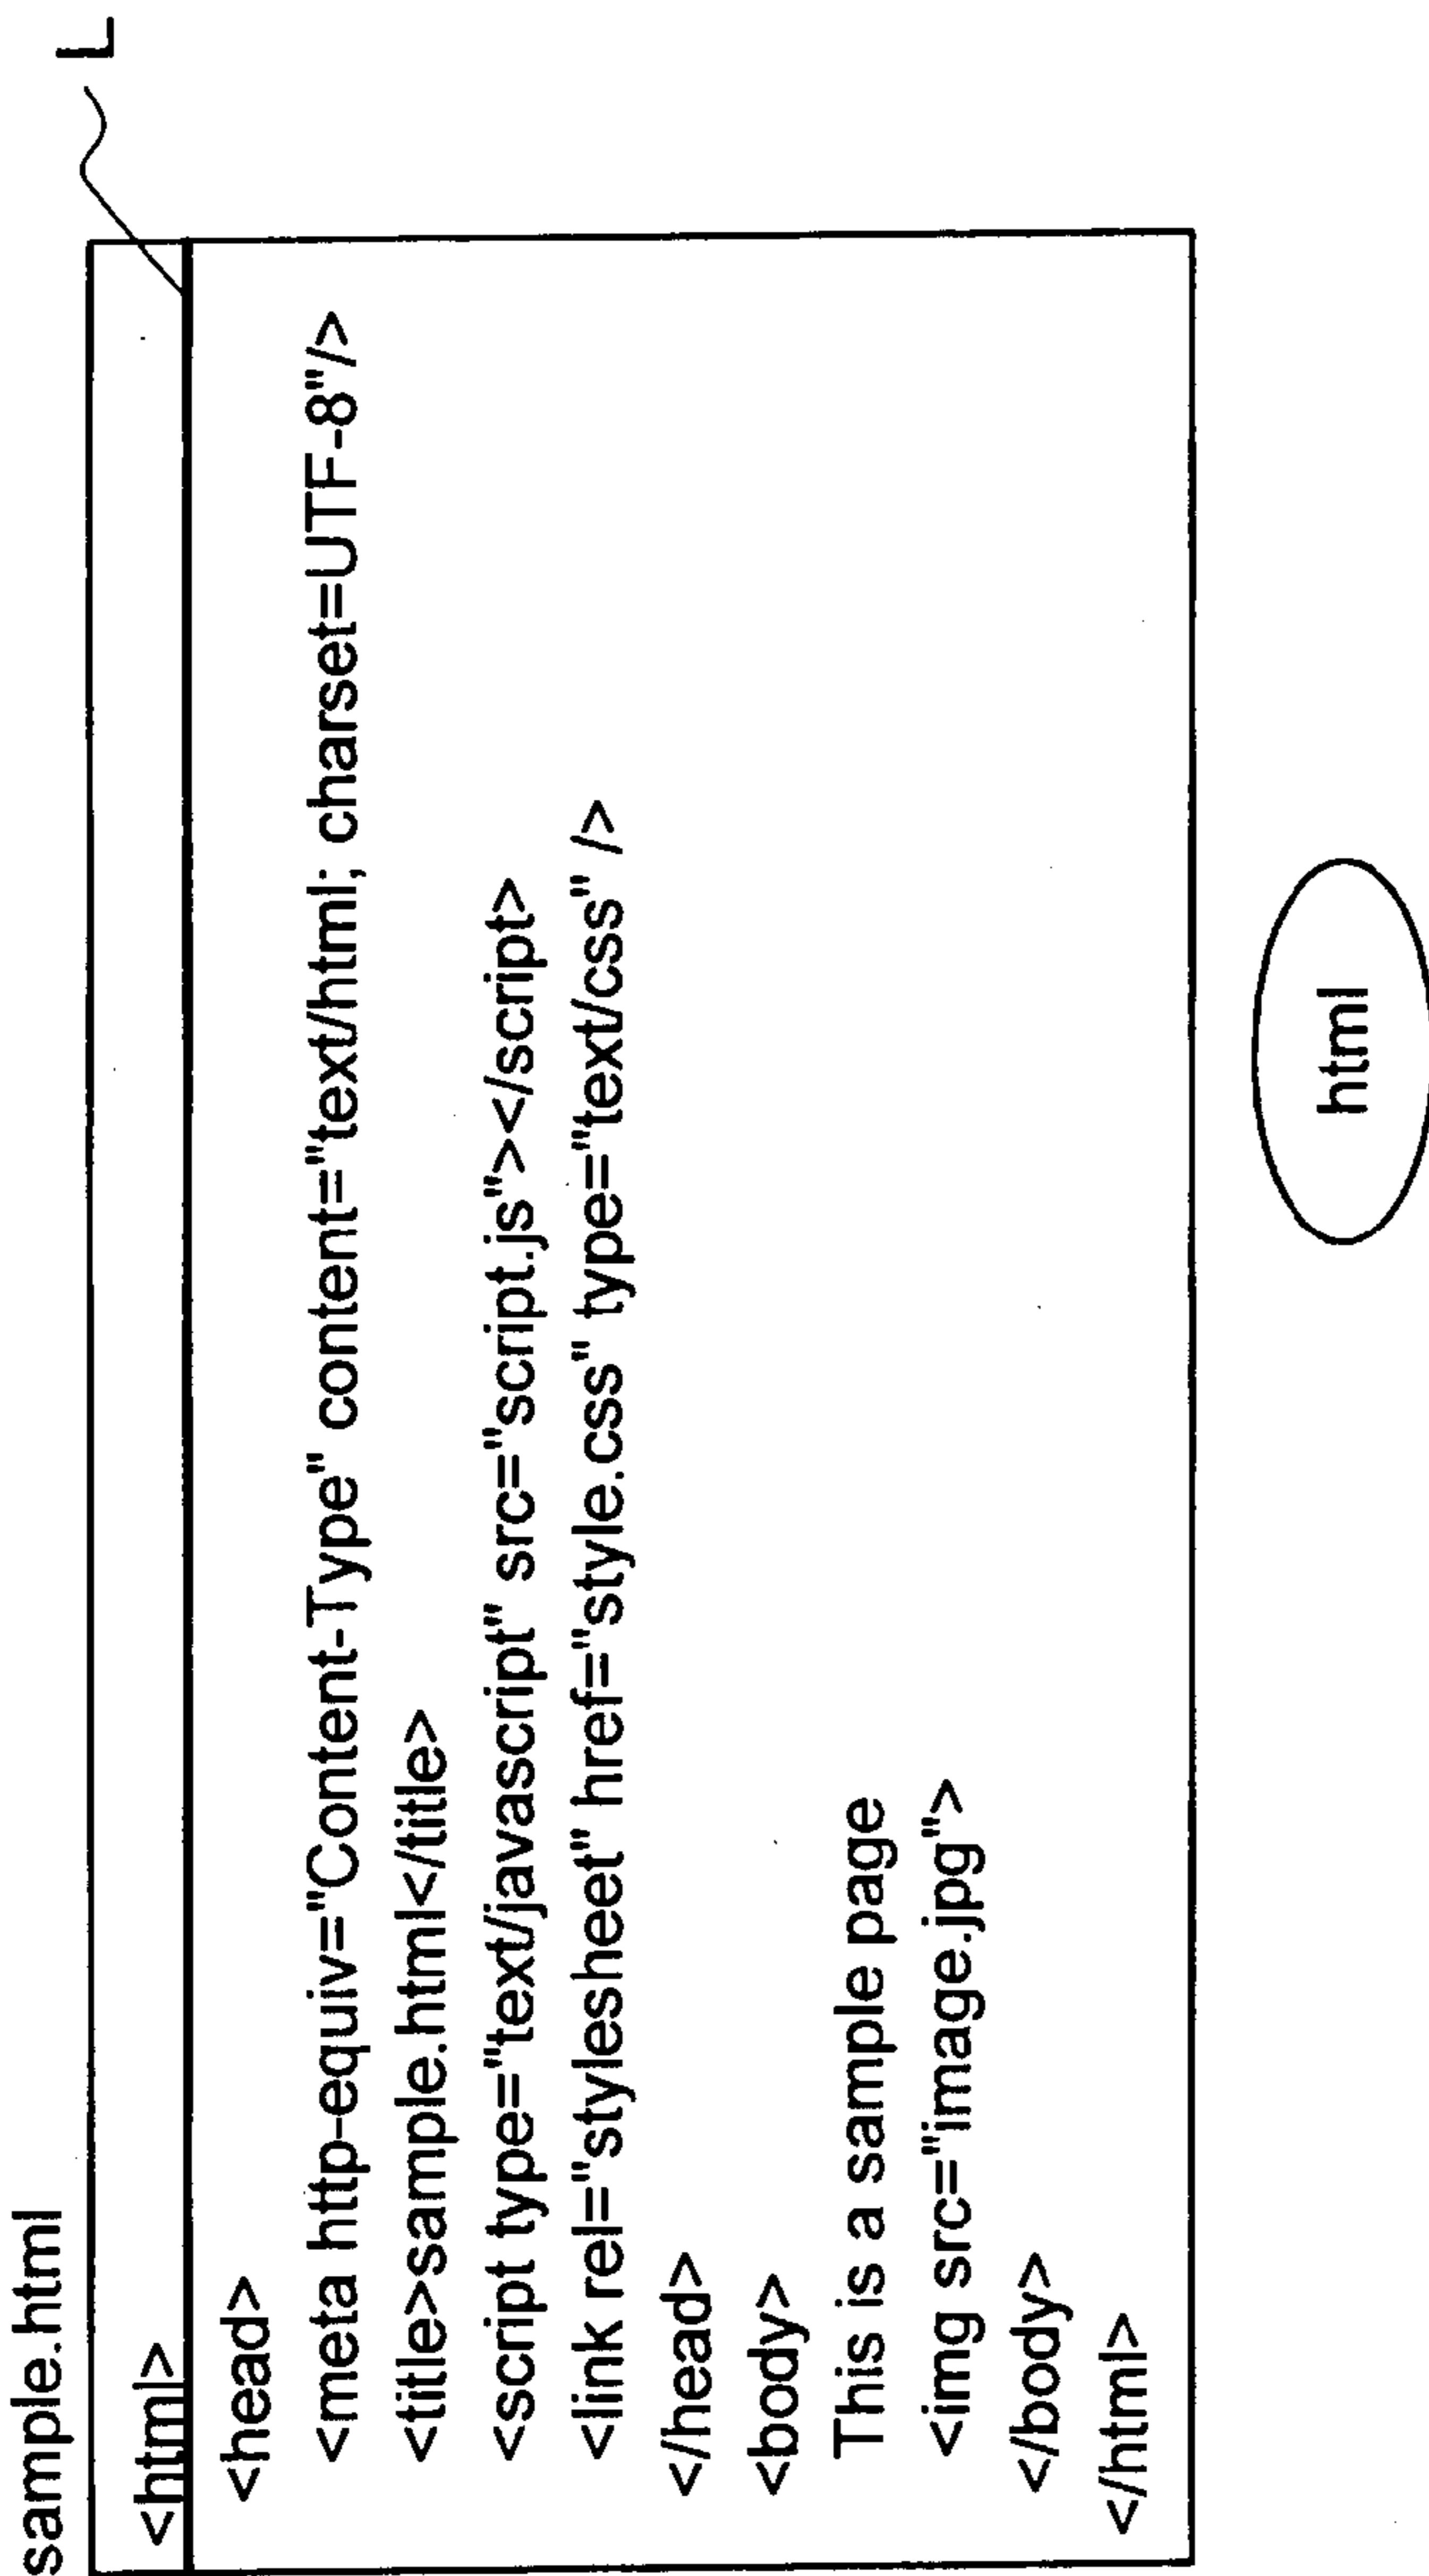 sample.html
L
<html>
<head>
<meta http-equiv="Content-Type" content="text/html; charset=UTF-8"/>
<title>sample.html</title>
<script type="text/javascript" src="script.js"></script>
<link rel="stylesheet" href="style.css" type="text/css" />
</head>
<body>
This is a sample page
<img src="image.jpg">
</body>
</html>
html